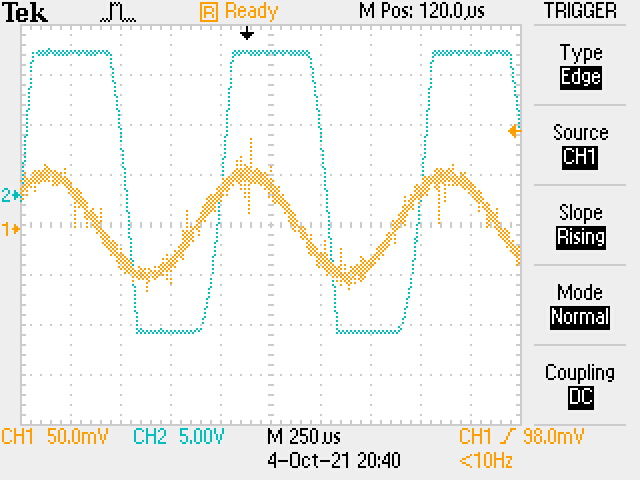 Tek R Ready M Pos: 120.0µs TRIGGER
Type
Edge
Source
CH1
2
Slope
1
Rising
Mode
Normal
Coupling
DC
CH1 50.0mV CH2 5.00V M 250µs CH1 98.0mV
4-Oct-21 20:40 <10Hz